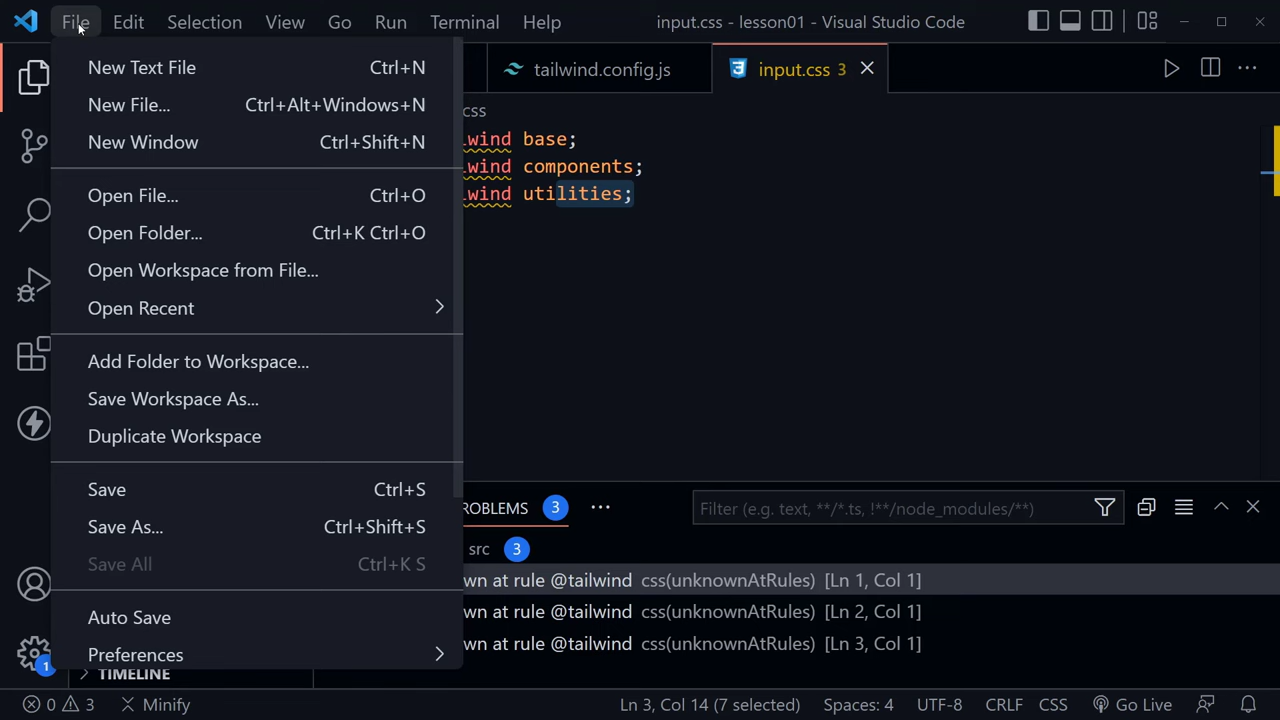 File Edit Selection View Go Run Terminal Help input.css - lesson01 - Visual Studio Code
New Text File Ctrl+N
New File... Ctrl+Alt+Windows+N
New Window Ctrl+Shift+N
Open File... Ctrl+O
Open Folder... Ctrl+K Ctrl+O
Open Workspace from File...
Open Recent
Add Folder to Workspace...
Save Workspace As...
Duplicate Workspace
Save Ctrl+S
Save As... Ctrl+Shift+S
Save All Ctrl+K S
Auto Save
Preferences
TIMELINE
tailwind.config.js input.css 3
css
lwind base;
lwind components;
lwind utilities;
ROBLEMS 3 ... Filter (e.g. text, **/*.ts, !**/node_modules/**)
src 3
wn at rule @tailwind css(unknownAtRules) [Ln 1, Col 1]
wn at rule @tailwind css(unknownAtRules) [Ln 2, Col 1]
wn at rule @tailwind css(unknownAtRules) [Ln 3, Col 1]
1
0 3 Minify Ln 3, Col 14 (7 selected) Spaces: 4 UTF-8 CRLF CSS Go Live